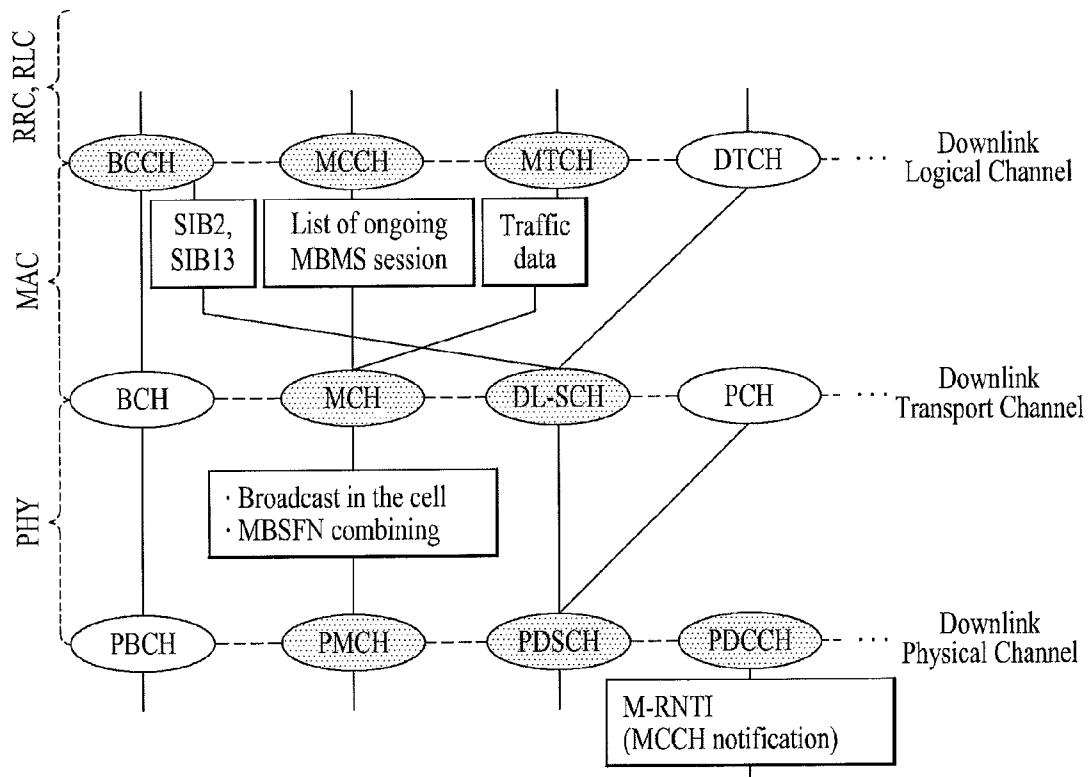 RRC, RLC
BCCH
MCCH
MTCH
DTCH
...
Downlink
Logical Channel
SIB2,
SIB13
List of ongoing
MBMS session
Traffic
data
MAC
BCH
MCH
DL-SCH
PCH
...
Downlink
Transport Channel
· Broadcast in the cell
· MBSFN combining
PHY
PBCH
PMCH
PDSCH
PDCCH
...
Downlink
Physical Channel
M-RNTI
(MCCH notification)